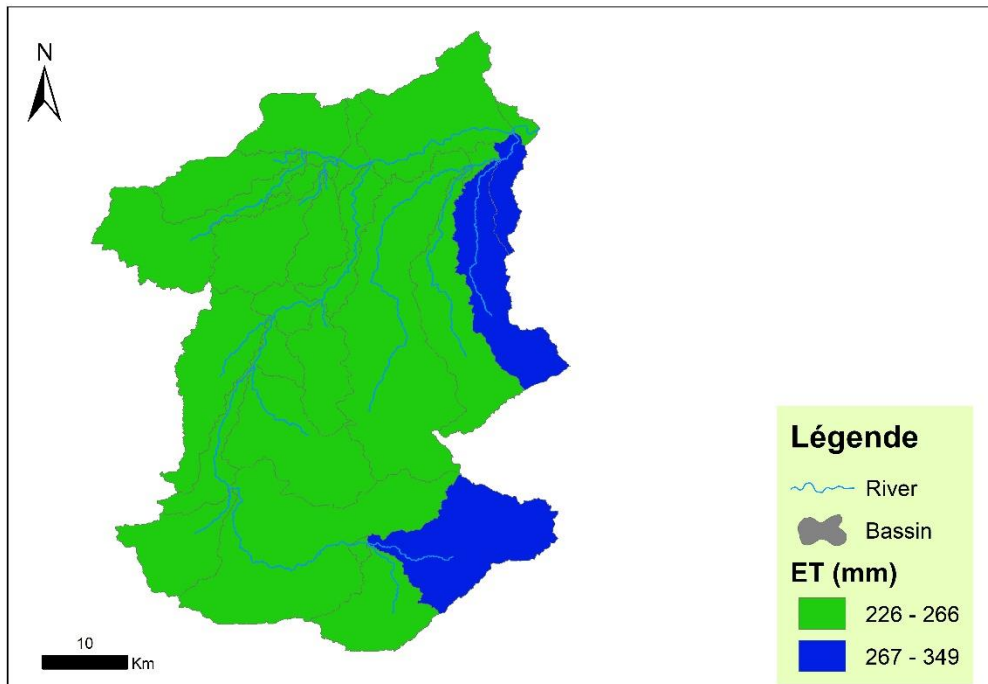 N
Légende
River
Bassin
ET (mm)
226 - 266
267 - 349
10
Km